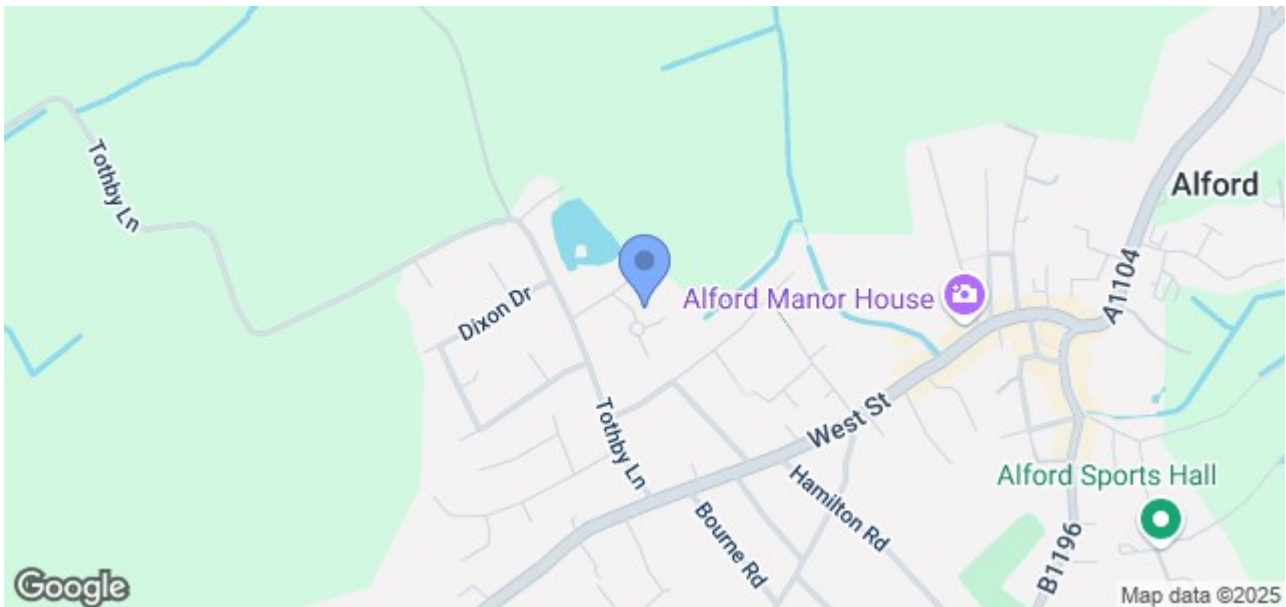 Alford
Tothby Ln
A1104
Alford Manor House
Dixon Dr
West St
Tothby Ln
Alford Sports Hall
Hamilton Rd
Bourne Rd
B1196
Google
Map data ©2025